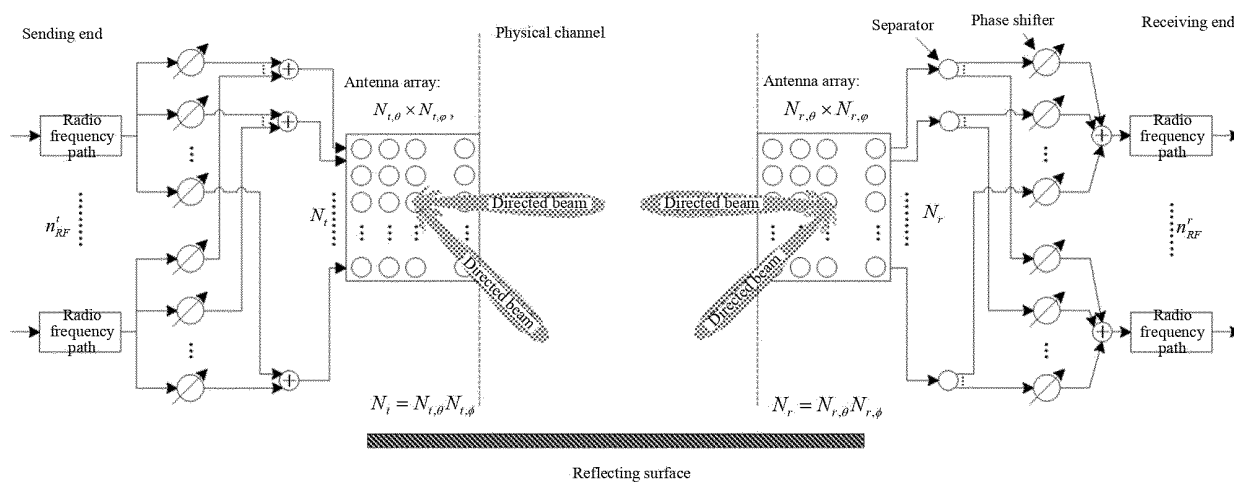 Sending end
Physical channel
Separator
Phase shifter
Receiving end
Antenna array:
N_{t,θ} × N_{t,φ},
Antenna array:
N_{r,θ} × N_{r,φ}
Radio
frequency
path
Radio
frequency
path
Directed beam
Directed beam
n^t_{RF}
N_t
N_r
n^r_{RF}
Directed beam
Directed beam
Radio
frequency
path
Radio
frequency
path
N_t = N_{t,θ}N_{t,ϕ}
N_r = N_{r,θ}N_{r,ϕ}
Reflecting surface